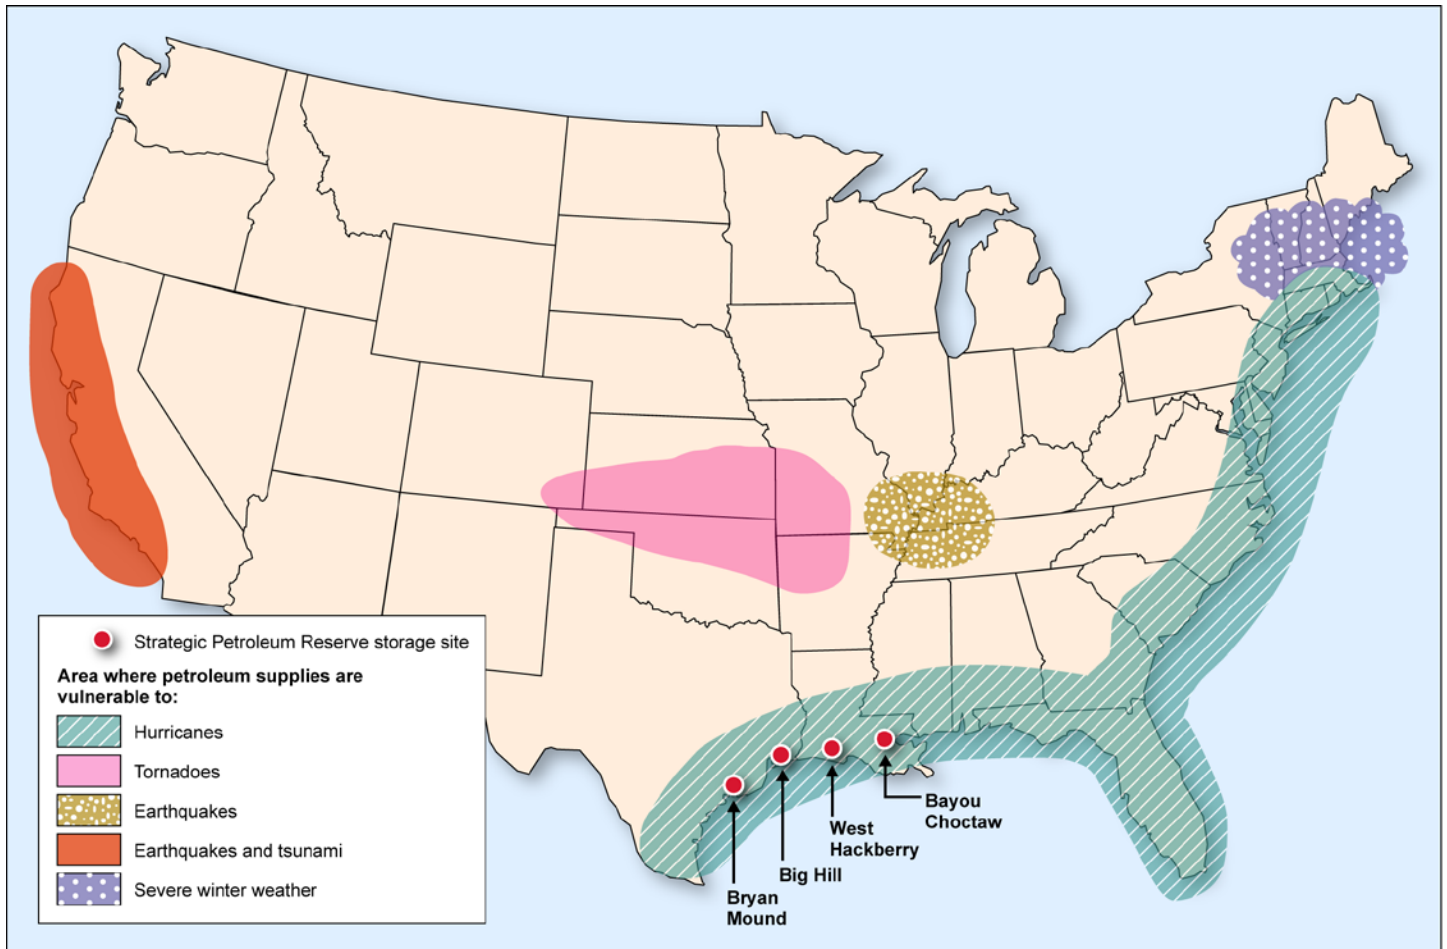 Strategic Petroleum Reserve storage site
Area where petroleum supplies are
vulnerable to:
Hurricanes
Tornadoes
Earthquakes
Earthquakes and tsunami
Severe winter weather
Bryan
Mound
Big Hill
West
Hackberry
Bayou
Choctaw